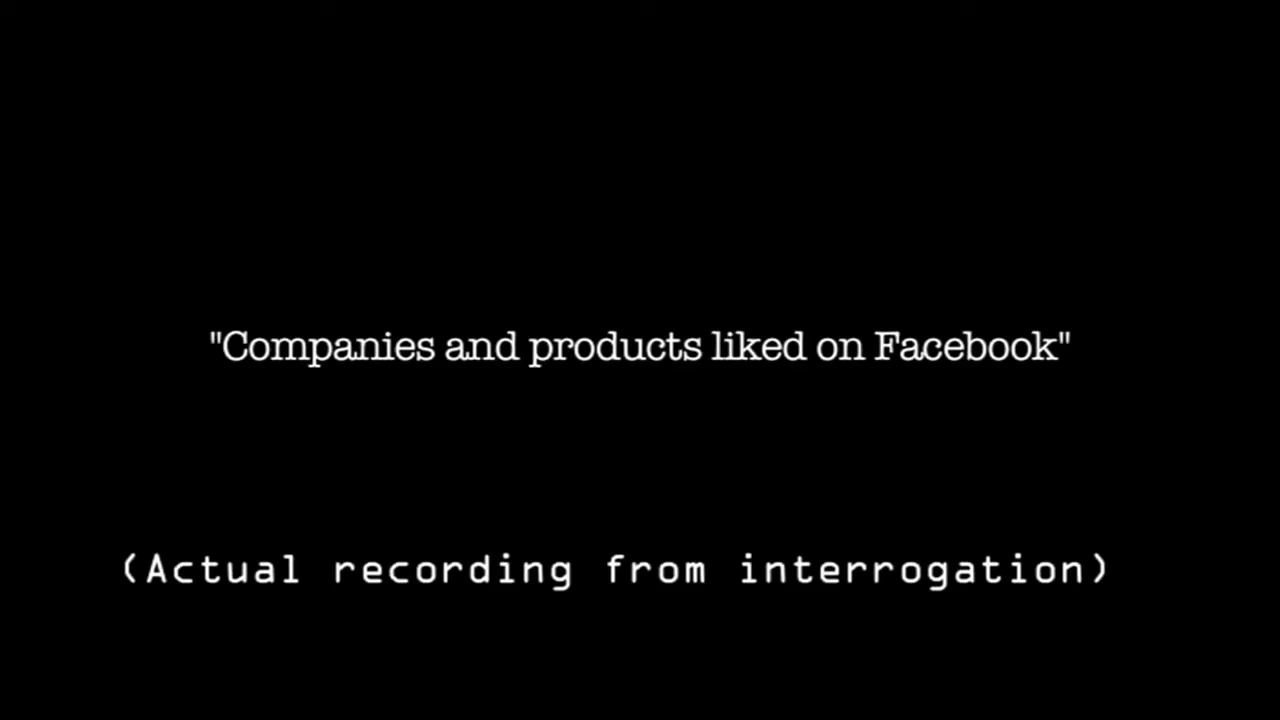 "Companies and products liked on Facebook"
(Actual recording from interrogation)